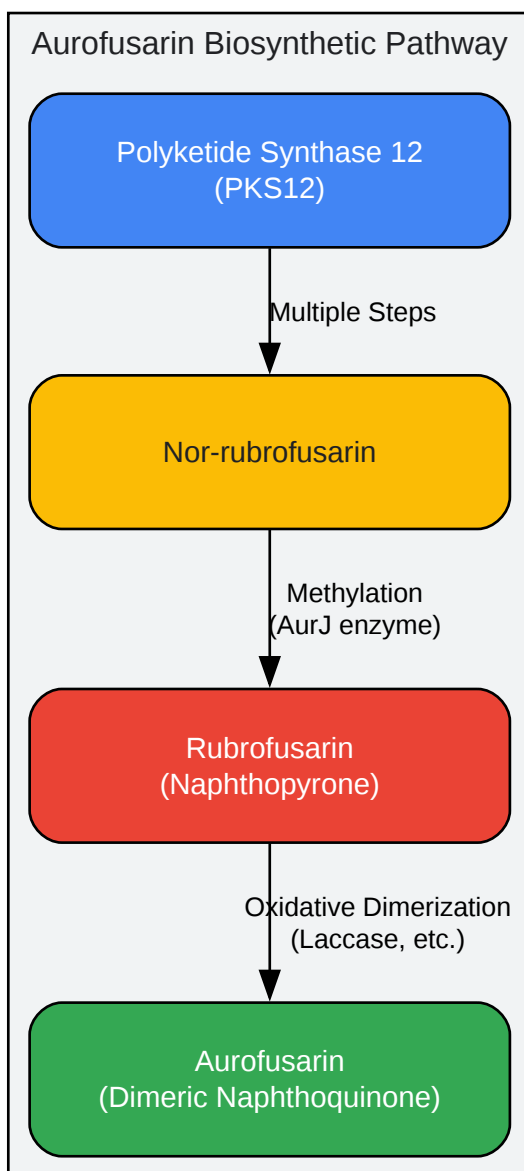 Aurofusarin Biosynthetic Pathway
Polyketide Synthase 12
(PKS12)
Multiple Steps
Nor-rubrofusarin
Methylation
(AurJ enzyme)
Rubrofusarin
(Naphthopyrone)
Oxidative Dimerization
(Laccase, etc.)
Aurofusarin
(Dimeric Naphthoquinone)